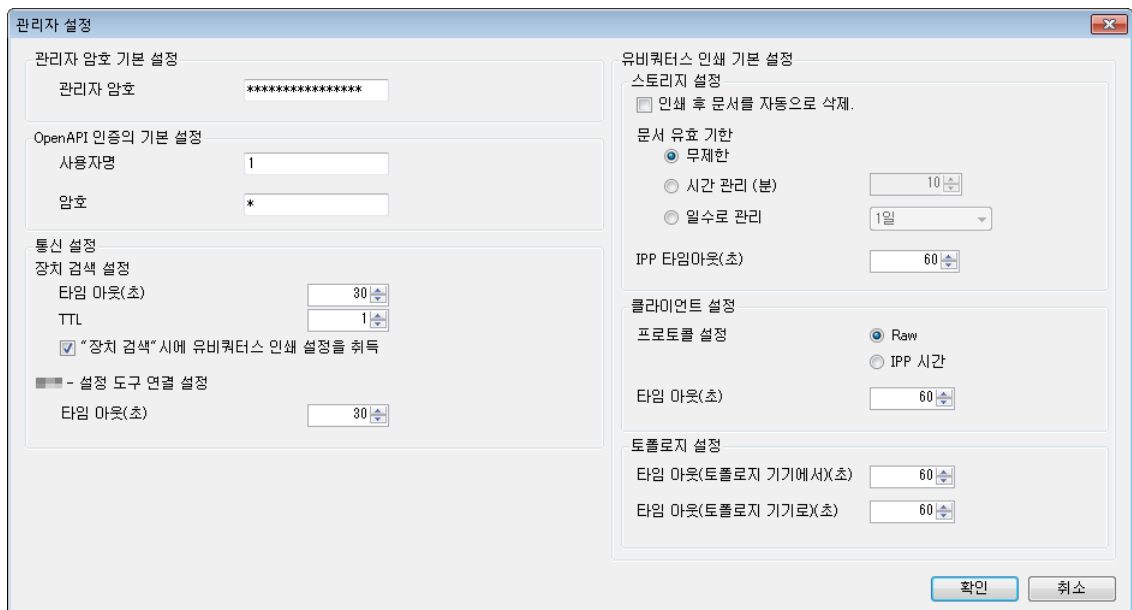 관리자 설정
관리자 암호 기본 설정
관리자 암호 ****************
OpenAPI 인증의 기본 설정
사용자명 1
암호 *
통신 설정
장치 검색 설정
타임 아웃(초) 30
TTL 1
“장치 검색”시에 유비쿼터스 인쇄 설정을 취득
- 설정 도구 연결 설정
타임 아웃(초) 30
유비쿼터스 인쇄 기본 설정
스토리지 설정
인쇄 후 문서를 자동으로 삭제.
문서 유효 기한
무제한
시간 관리 (분) 10
일수로 관리 1일
IPP 타임아웃(초) 60
클라이언트 설정
프로토콜 설정 Raw
IPP 시간
타임 아웃(초) 60
토폴로지 설정
타임 아웃(토폴로지 기기에서)(초) 60
타임 아웃(토폴로지 기기로)(초) 60
확인 취소